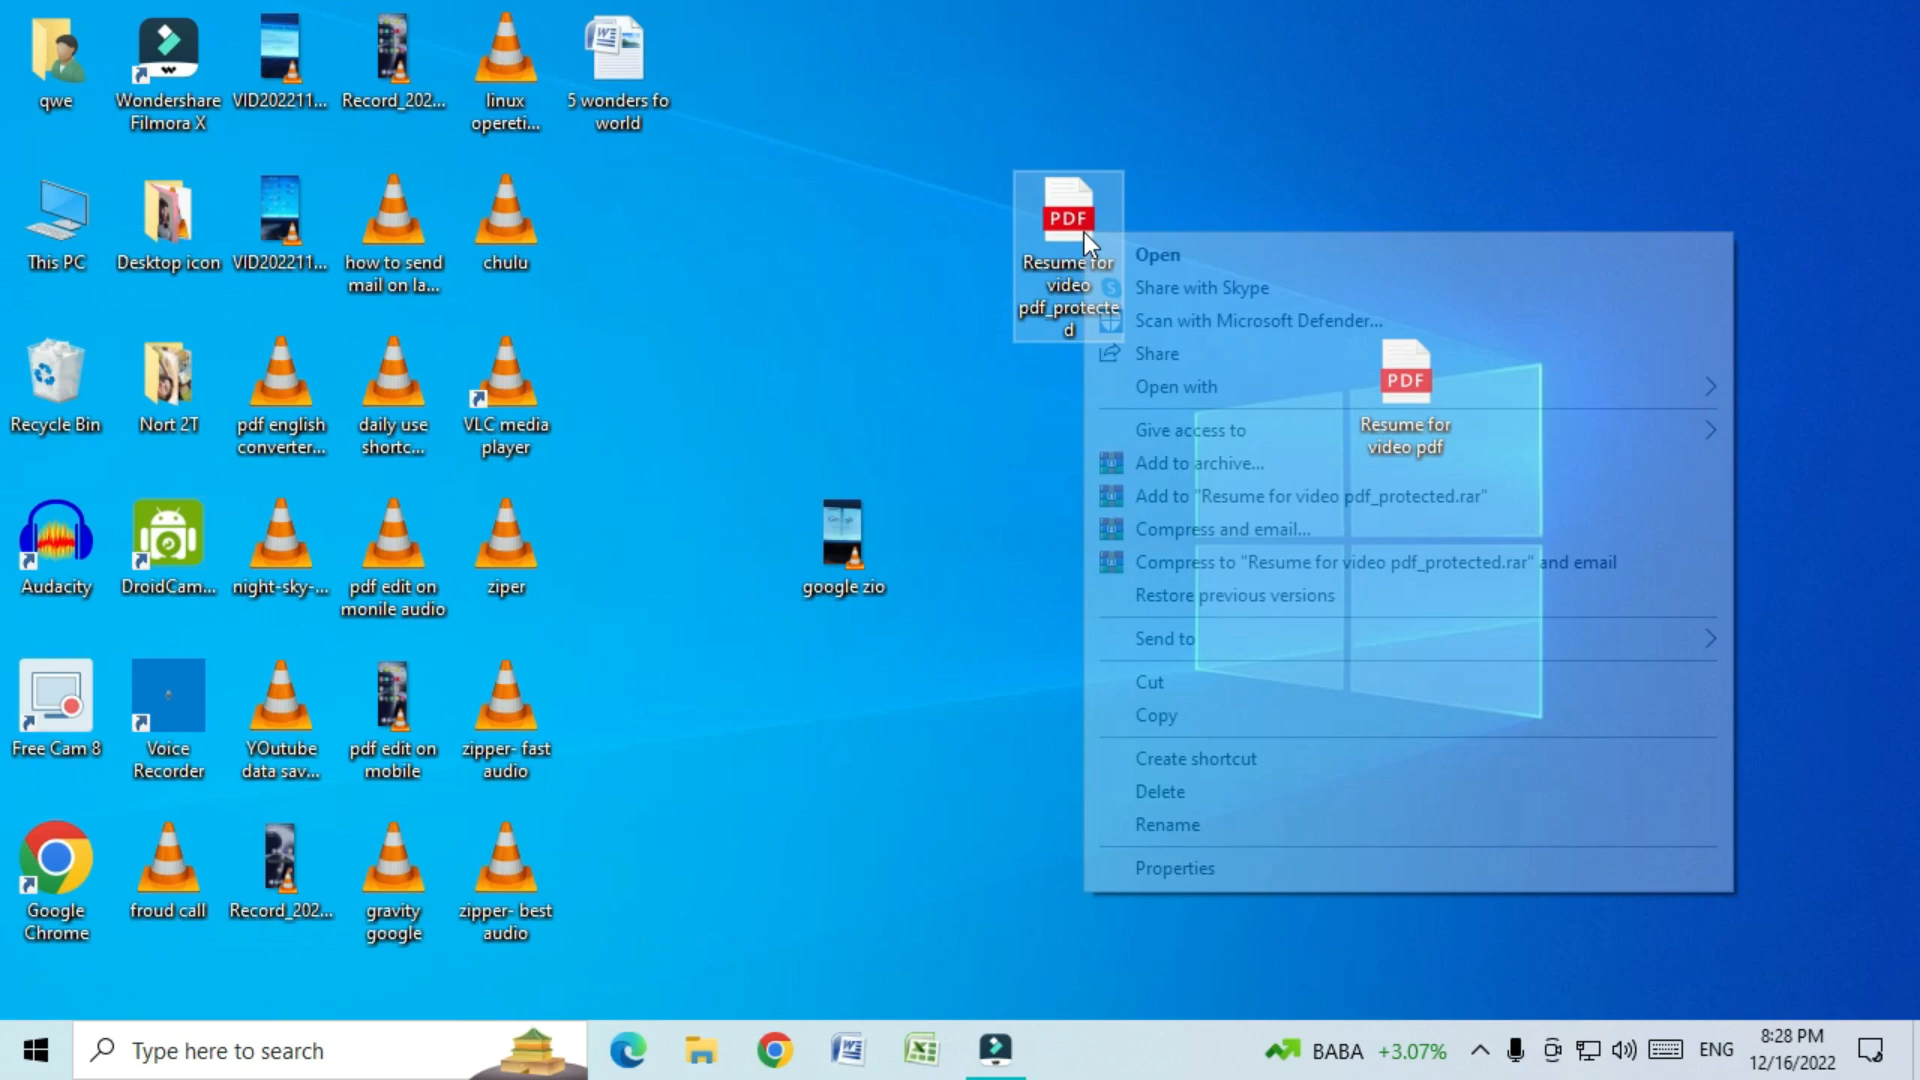 qwe
Wondershare
Filmora X
VID202211...
Record_202...
linux
opereti...
5 wonders fo
world
This PC
Desktop icon
VID202211...
how to send
mail on la...
chulu
Recycle Bin
Nort 2T
pdf english
converter...
daily use
shortc...
VLC media
player
Audacity
DroidCam...
night-sky-...
pdf edit on
monile audio
ziper
Free Cam 8
Voice
Recorder
YOutube
data sav...
pdf edit on
mobile
zipper- fast
audio
Google
Chrome
froud call
Record_202...
gravity
google
zipper- best
audio
google zio
PDF
Resume for
video
pdf_protecte
d
PDF
Resume for
video pdf
Open
Share with Skype
Scan with Microsoft Defender...
Share
Open with
Give access to
Add to archive...
Add to "Resume for video pdf_protected.rar"
Compress and email...
Compress to "Resume for video pdf_protected.rar" and email
Restore previous versions
Send to
Cut
Copy
Create shortcut
Delete
Rename
Properties
Type here to search
BABA +3.07%
ENG
8:28 PM
12/16/2022